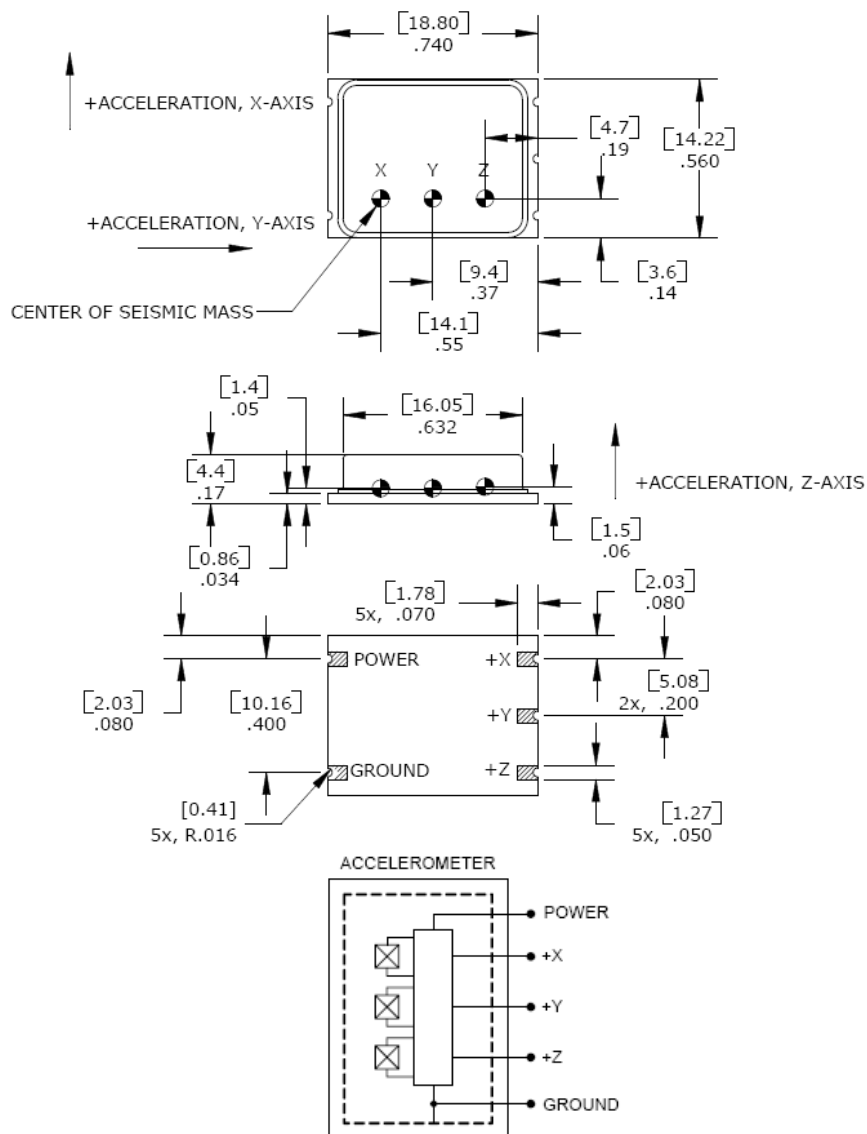 [18.80]
.740
+ACCELERATION, X-AXIS
[4.7]
.19
[14.22]
.560
X Y Z
+ACCELERATION, Y-AXIS
[9.4]
.37
[3.6]
.14
CENTER OF SEISMIC MASS
[14.1]
.55
[1.4]
.05
[16.05]
.632
[4.4]
.17
+ACCELERATION, Z-AXIS
[1.5]
.06
[0.86]
.034
[1.78]
5x, .070
[2.03]
.080
POWER +X
[2.03]
.080
[10.16]
.400
[5.08]
2x, .200
+Y
GROUND +Z
[0.41]
5x, R.016
[1.27]
5x, .050
ACCELEROMETER
POWER
+X
+Y
+Z
GROUND